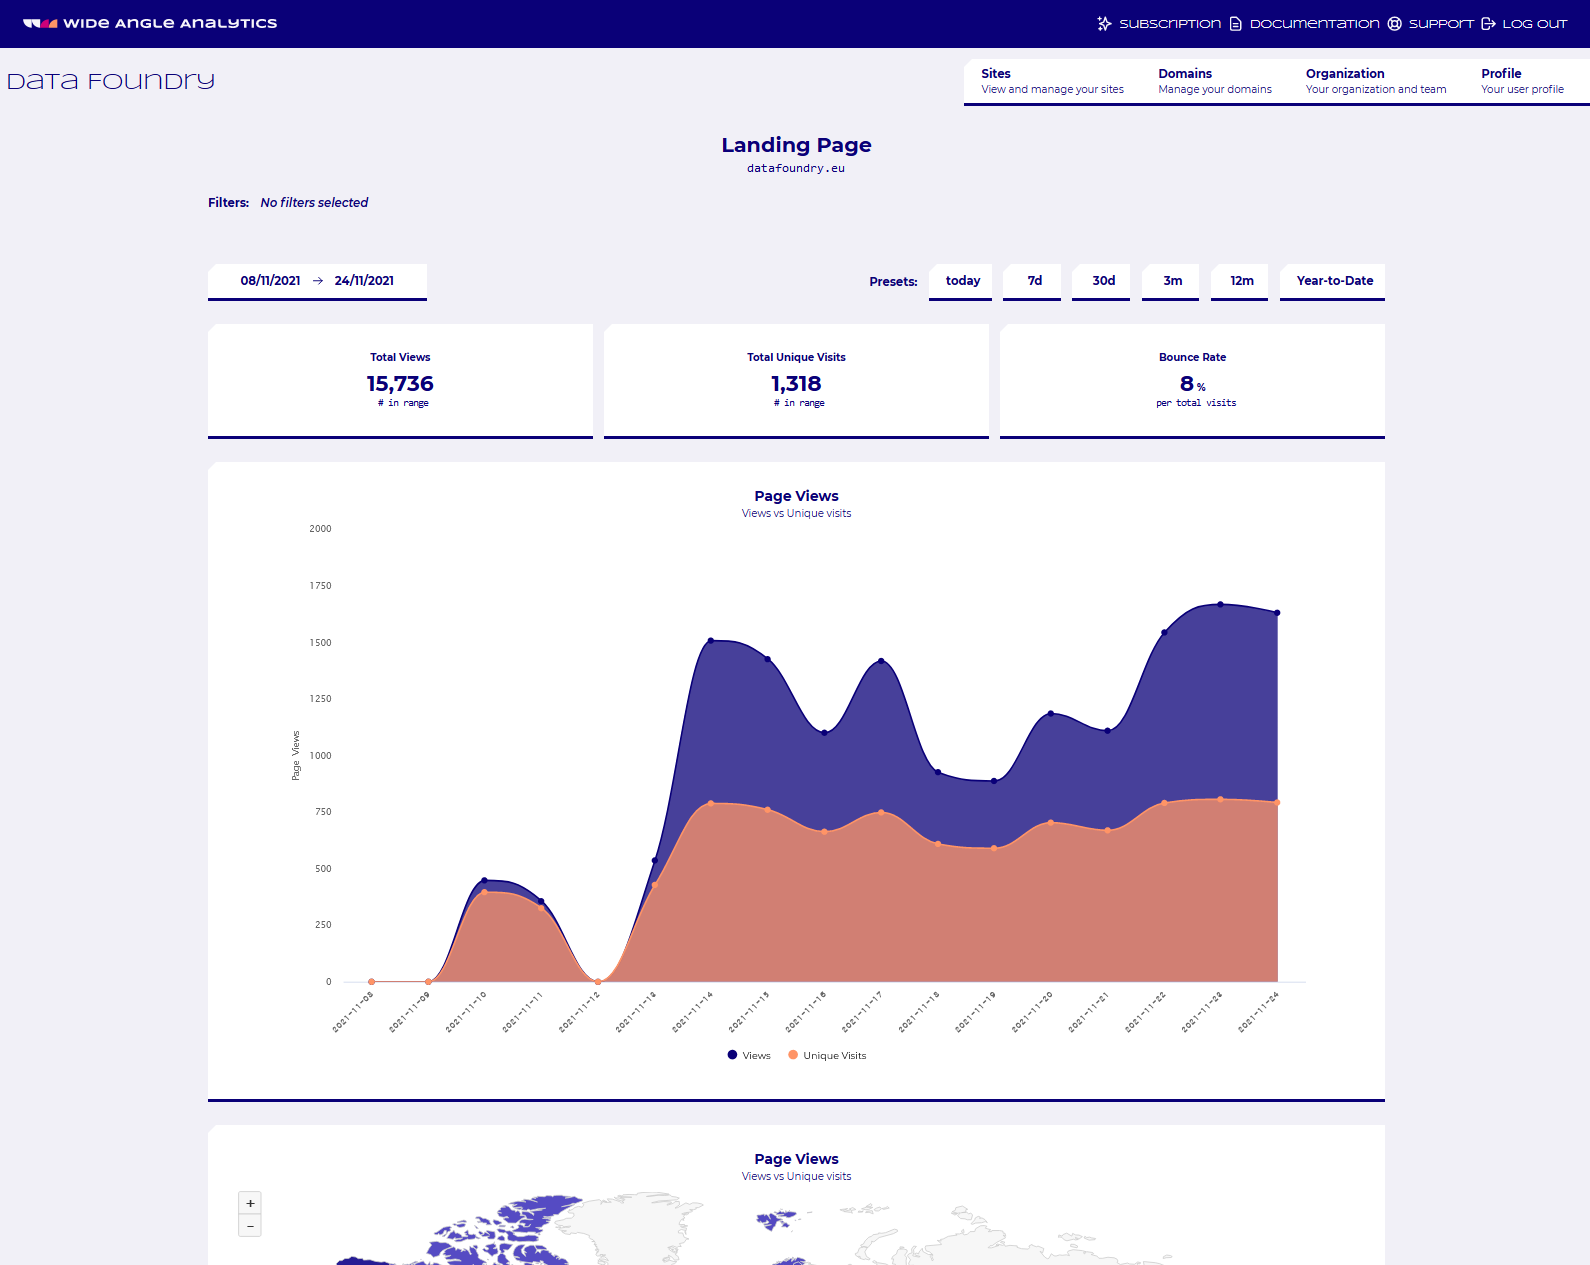 WIDE ANGLE ANALYTICS
SUBSCRIPTION DOCUMENTATION SUPPORT LOG OUT
DATA FOUNDRY
Sites Domains Organization Profile
View and manage your sites Manage your domains Your organization and team Your user profile
Landing Page
datafoundry.eu
Filters: No filters selected
08/11/2021 → 24/11/2021 Presets: today 7d 30d 3m 12m Year-to-Date
Total Views Total Unique Visits Bounce Rate
15,736 1,318 8 %
# in range # in range per total visits
Page Views
Views vs Unique visits
2000
1750
1500
1250
1000
750
500
250
0
Page Views
2021-11-08 2021-11-09 2021-11-10 2021-11-11 2021-11-12 2021-11-13 2021-11-14 2021-11-15 2021-11-16 2021-11-17 2021-11-18 2021-11-19 2021-11-20 2021-11-21 2021-11-22 2021-11-23 2021-11-24
Views Unique Visits
Page Views
Views vs Unique visits
+
−